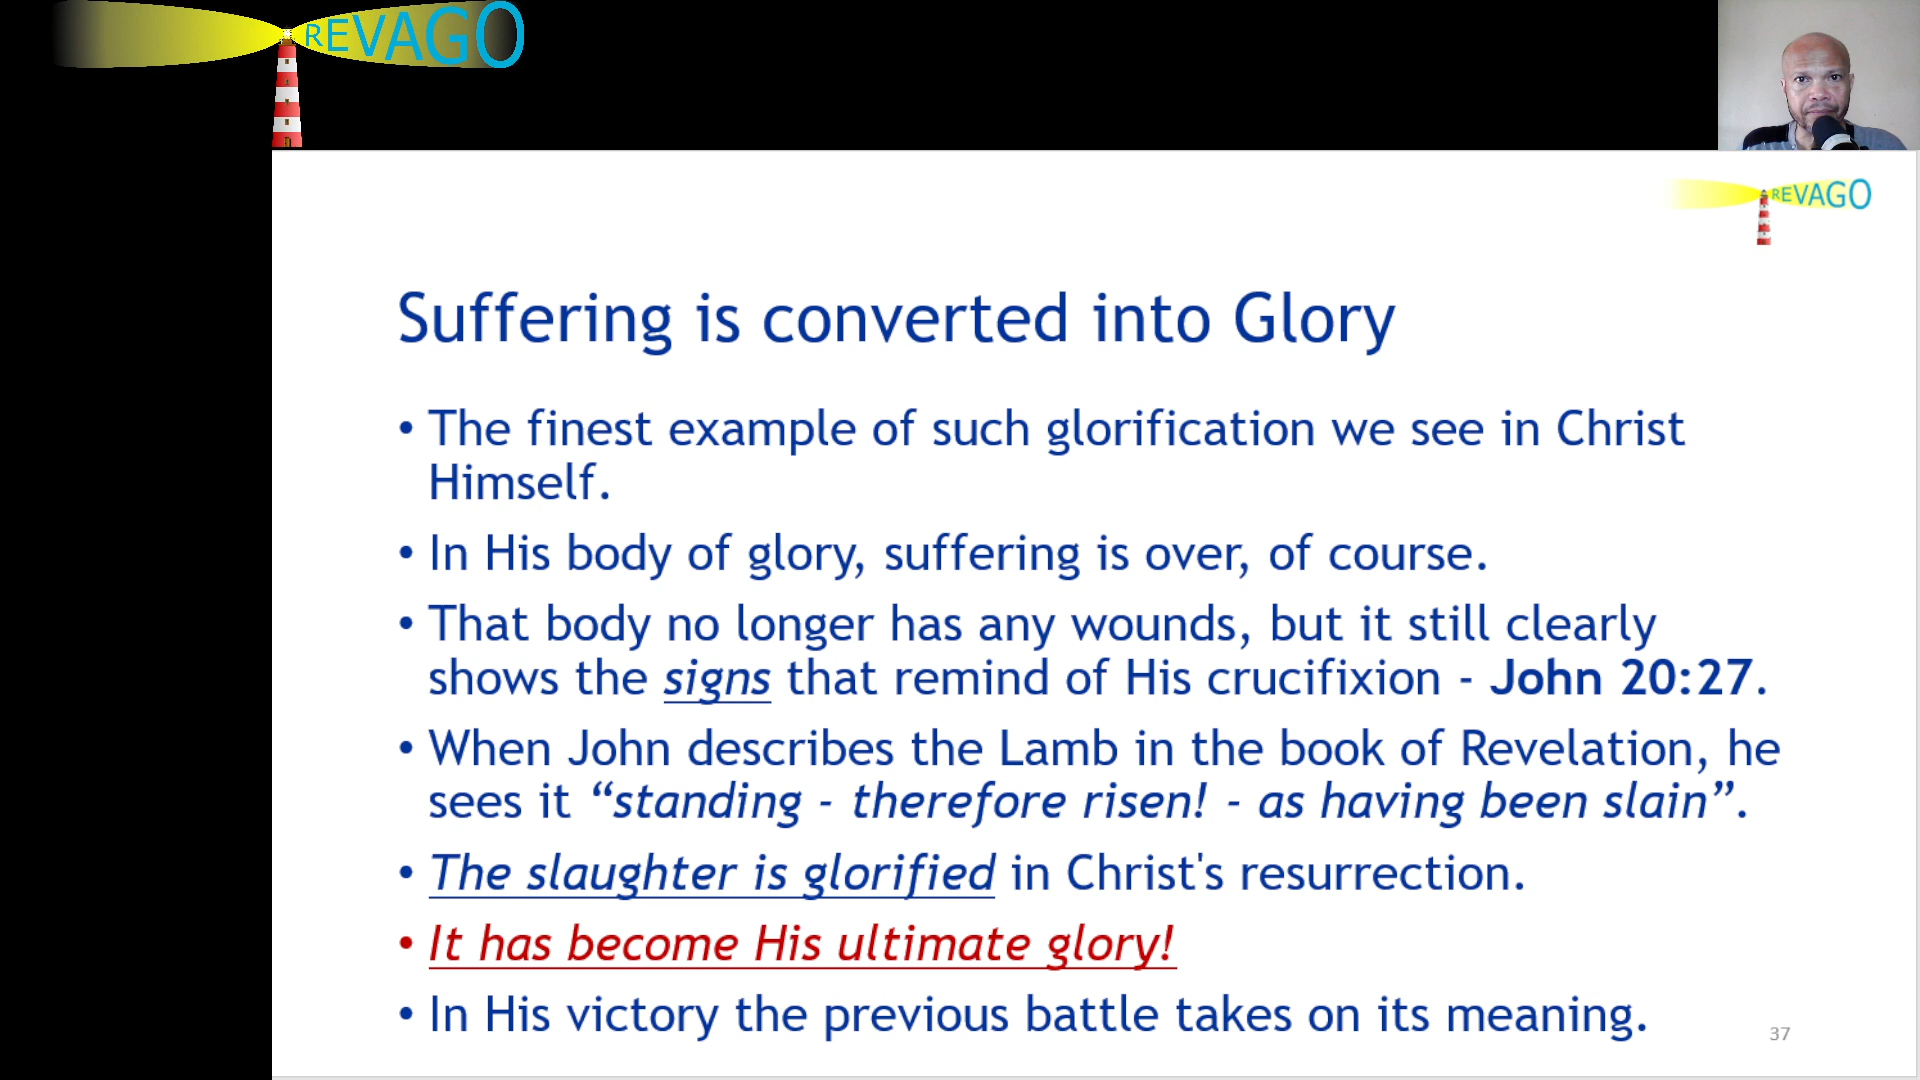 REVAGO
REVAGO
Suffering is converted into Glory
• The finest example of such glorification we see in Christ
Himself.
• In His body of glory, suffering is over, of course.
• That body no longer has any wounds, but it still clearly
shows the signs that remind of His crucifixion - John 20:27.
• When John describes the Lamb in the book of Revelation, he
sees it “standing - therefore risen! - as having been slain”.
• The slaughter is glorified in Christ's resurrection.
• It has become His ultimate glory!
• In His victory the previous battle takes on its meaning.
37